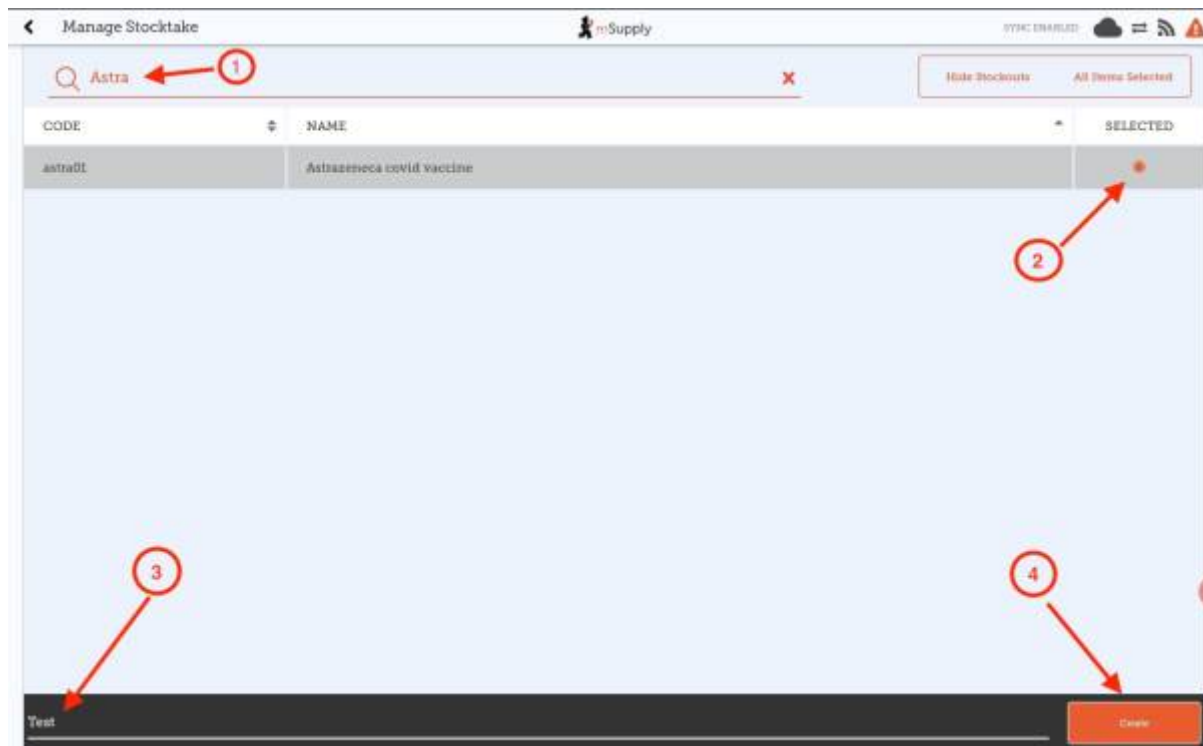 Manage Stocktake
mSupply
SYNC ENABLED
Astra
1
Hide Stockouts
All Items Selected
CODE
NAME
SELECTED
astra01
Astrazeneca covid vaccine
2
3
4
Test
Create